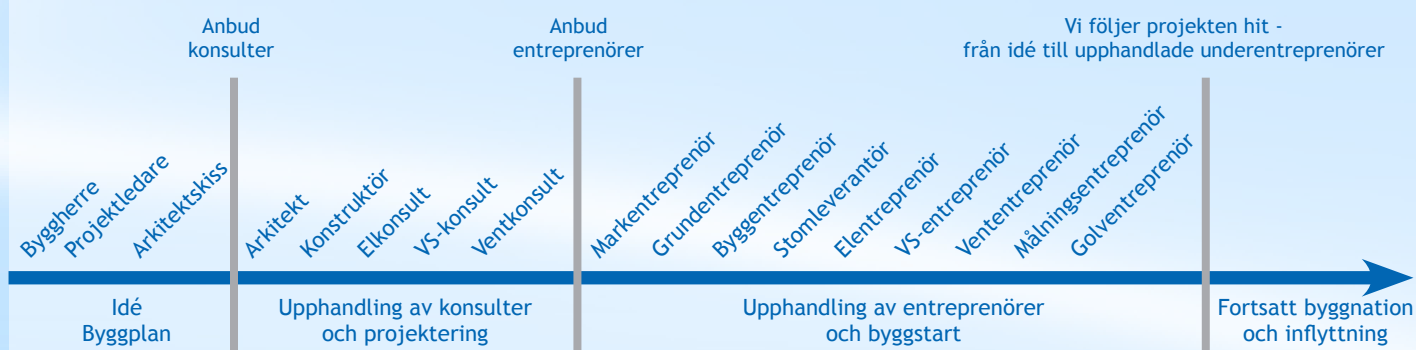 Anbud
konsulter
Anbud
entreprenörer
Vi följer projekten hit -
från idé till upphandlade underentreprenörer
Byggherre
Projektledare
Arkitektskiss
Arkitekt
Konstruktör
Elkonsult
VS-konsult
Ventkonsult
Markentreprenör
Grundentreprenör
Byggentreprenör
Stomleverantör
Elentreprenör
VS-entreprenör
Vententreprenör
Målningsentreprenör
Golventreprenör
Idé
Byggplan
Upphandling av konsulter
och projektering
Upphandling av entreprenörer
och byggstart
Fortsatt byggnation
och inflyttning